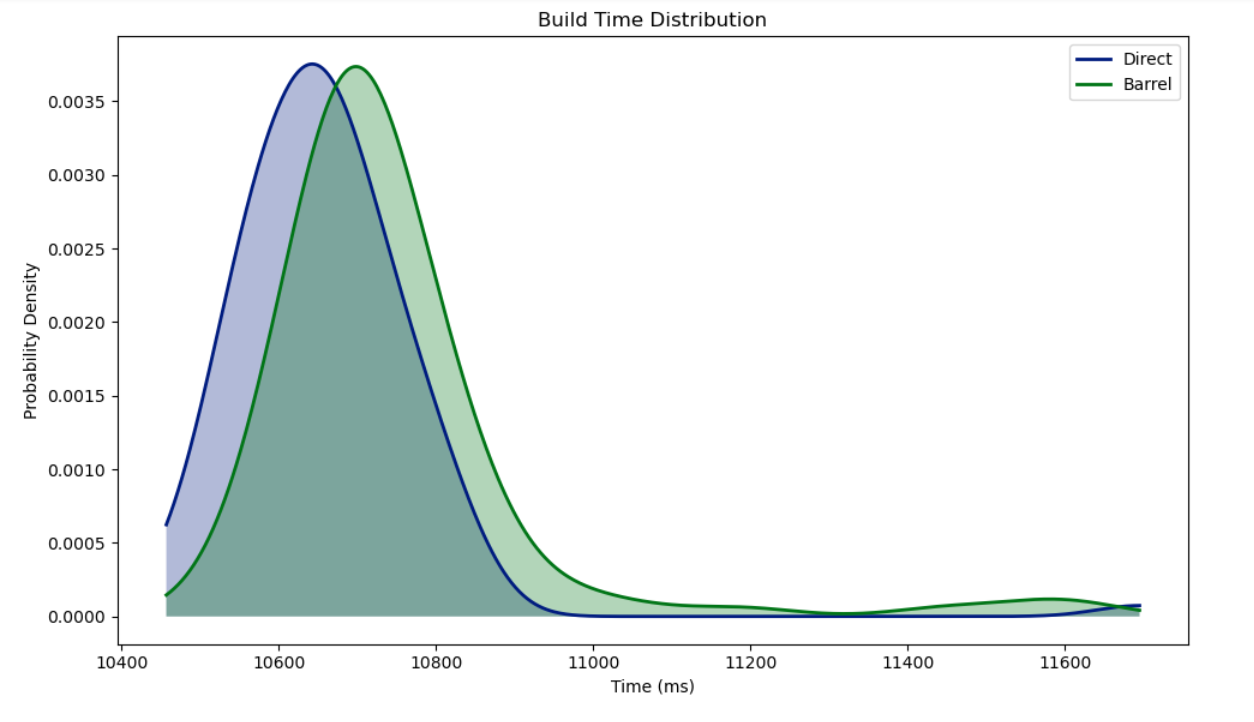 Build Time Distribution
Direct
Barrel
0.0035
0.0030
0.0025
0.0020
0.0015
0.0010
0.0005
0.0000
Probability Density
10400 10600 10800 11000 11200 11400 11600
Time (ms)